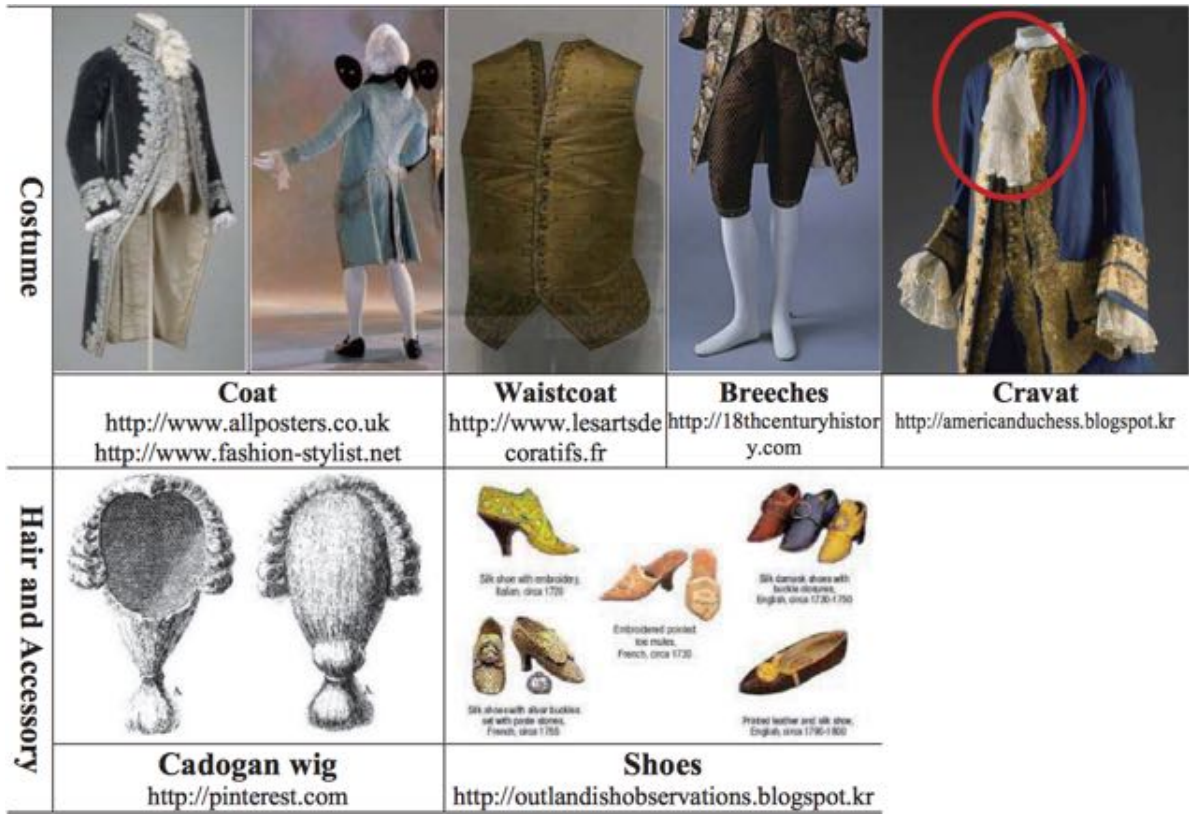 Costume
Coat
http://www.allposters.co.uk
http://www.fashion-stylist.net
Waistcoat
http://www.lesartsde
coratifs.fr
Breeches
http://18thcenturyhistor
y.com
Cravat
http://americanduchess.blogspot.kr
Hair and Accessory
A
A
Cadogan wig
http://pinterest.com
Silk shoe with embroidery,
Italian, circa 1720
Embroidered pointed
toe mules,
French, circa 1730
Silk damask shoes with
buckle closures,
English, circa 1730-1750
Silk shoes with silver buckles
set with paste stones,
French, circa
Printed leather and silk shoe,
English, circa 1790-1800
Shoes
http://outlandishobservations.blogspot.kr